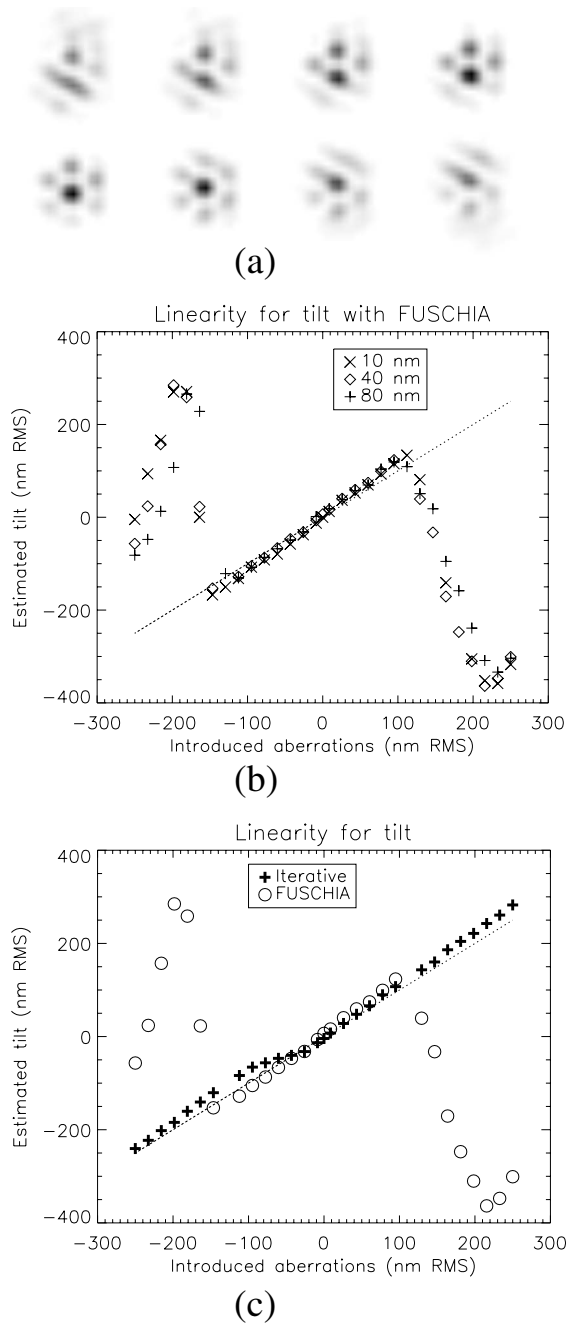 (a)
Linearity for tilt with FUSCHIA
400
200
0
−200
−400
Estimated tilt (nm RMS)
10 nm
40 nm
80 nm
−300 −200 −100 0 100 200 300
Introduced aberrations (nm RMS)
(b)
Linearity for tilt
400
200
0
−200
−400
Estimated tilt (nm RMS)
Iterative
FUSCHIA
−300 −200 −100 0 100 200 300
Introduced aberrations (nm RMS)
(c)